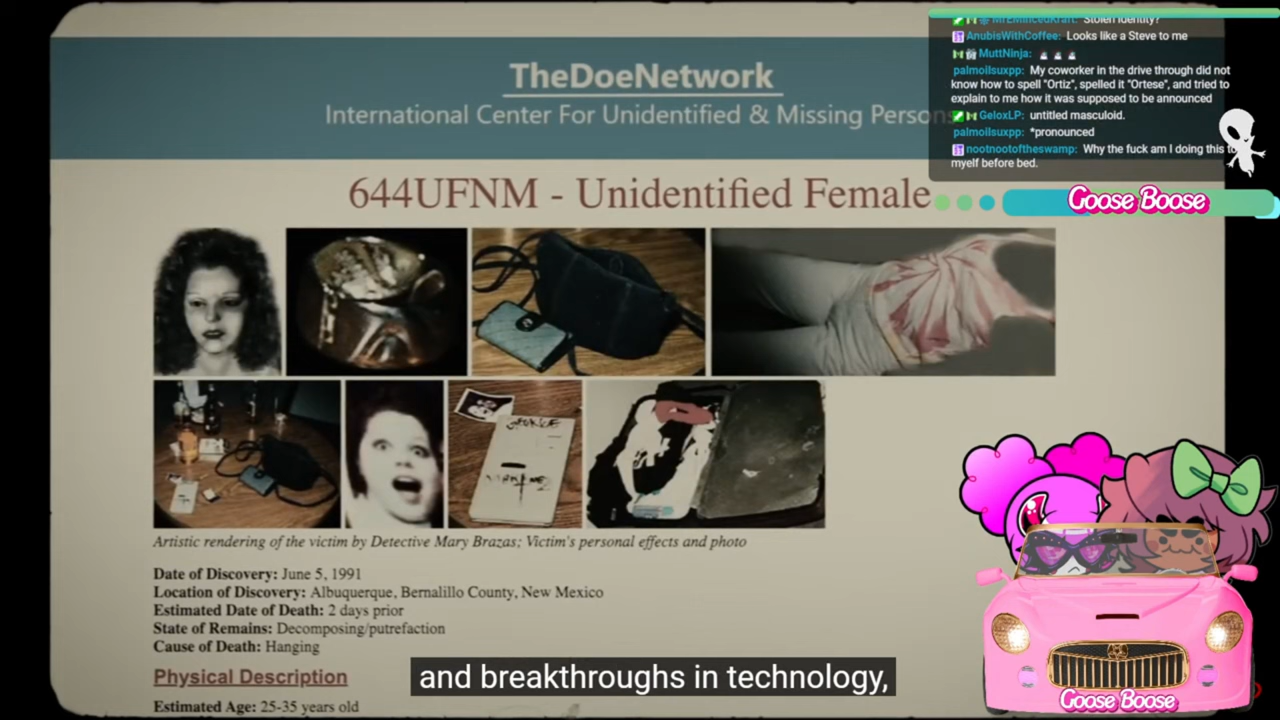 TheDoeNetwork
International Center For Unidentified & Missing Persons
644UFNM - Unidentified Female
Artistic rendering of the victim by Detective Mary Brazas; Victim's personal effects and photo
Date of Discovery: June 5, 1991
Location of Discovery: Albuquerque, Bernalillo County, New Mexico
Estimated Date of Death: 2 days prior
State of Remains: Decomposing/putrefaction
Cause of Death: Hanging
Physical Description
Estimated Age: 25-35 years old
and breakthroughs in technology,
MrEMincedKraft: Stolen identity?
AnubisWithCoffee: Looks like a Steve to me
MuttNinja:
palmoilsuxpp: My coworker in the drive through did not
know how to spell "Ortiz", spelled it "Ortese", and tried to
explain to me how it was supposed to be announced
GeloxLP: untitled masculoid.
palmoilsuxpp: *pronounced
nootnootoftheswamp: Why the fuck am I doing this to
myelf before bed.
Goose Boose
Goose Boose